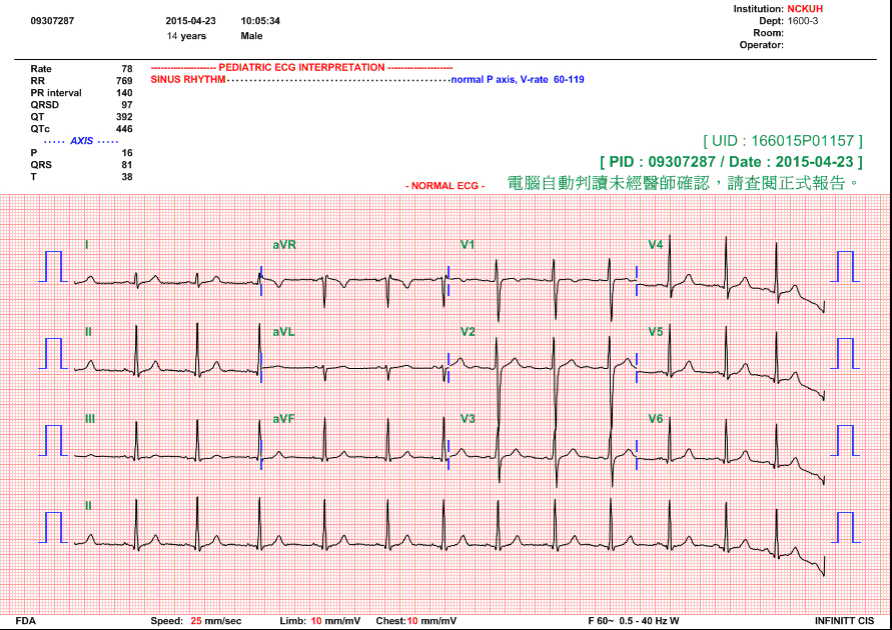 Institution: NCKUH
09307287 2015-04-23 10:05:34 Dept: 1600-3
14 years Male Room:
Operator:
Rate 78 -------------------- PEDIATRIC ECG INTERPRETATION --------------------
RR 769 SINUS RHYTHM--------------------------------------------------normal P axis, V-rate 60-119
PR interval 140
QRSD 97
QT 392
QTc 446
----- AXIS -----
P 16
QRS 81
T 38
[ UID : 166015P01157 ]
[ PID : 09307287 / Date : 2015-04-23 ]
- NORMAL ECG - 電腦自動判讀未經醫師確認，請查閱正式報告。
I aVR V1 V4
II aVL V2 V5
III aVF V3 V6
II
FDA Speed: 25 mm/sec Limb: 10 mm/mV Chest:10 mm/mV F 60~ 0.5 - 40 Hz W INFINITT CIS